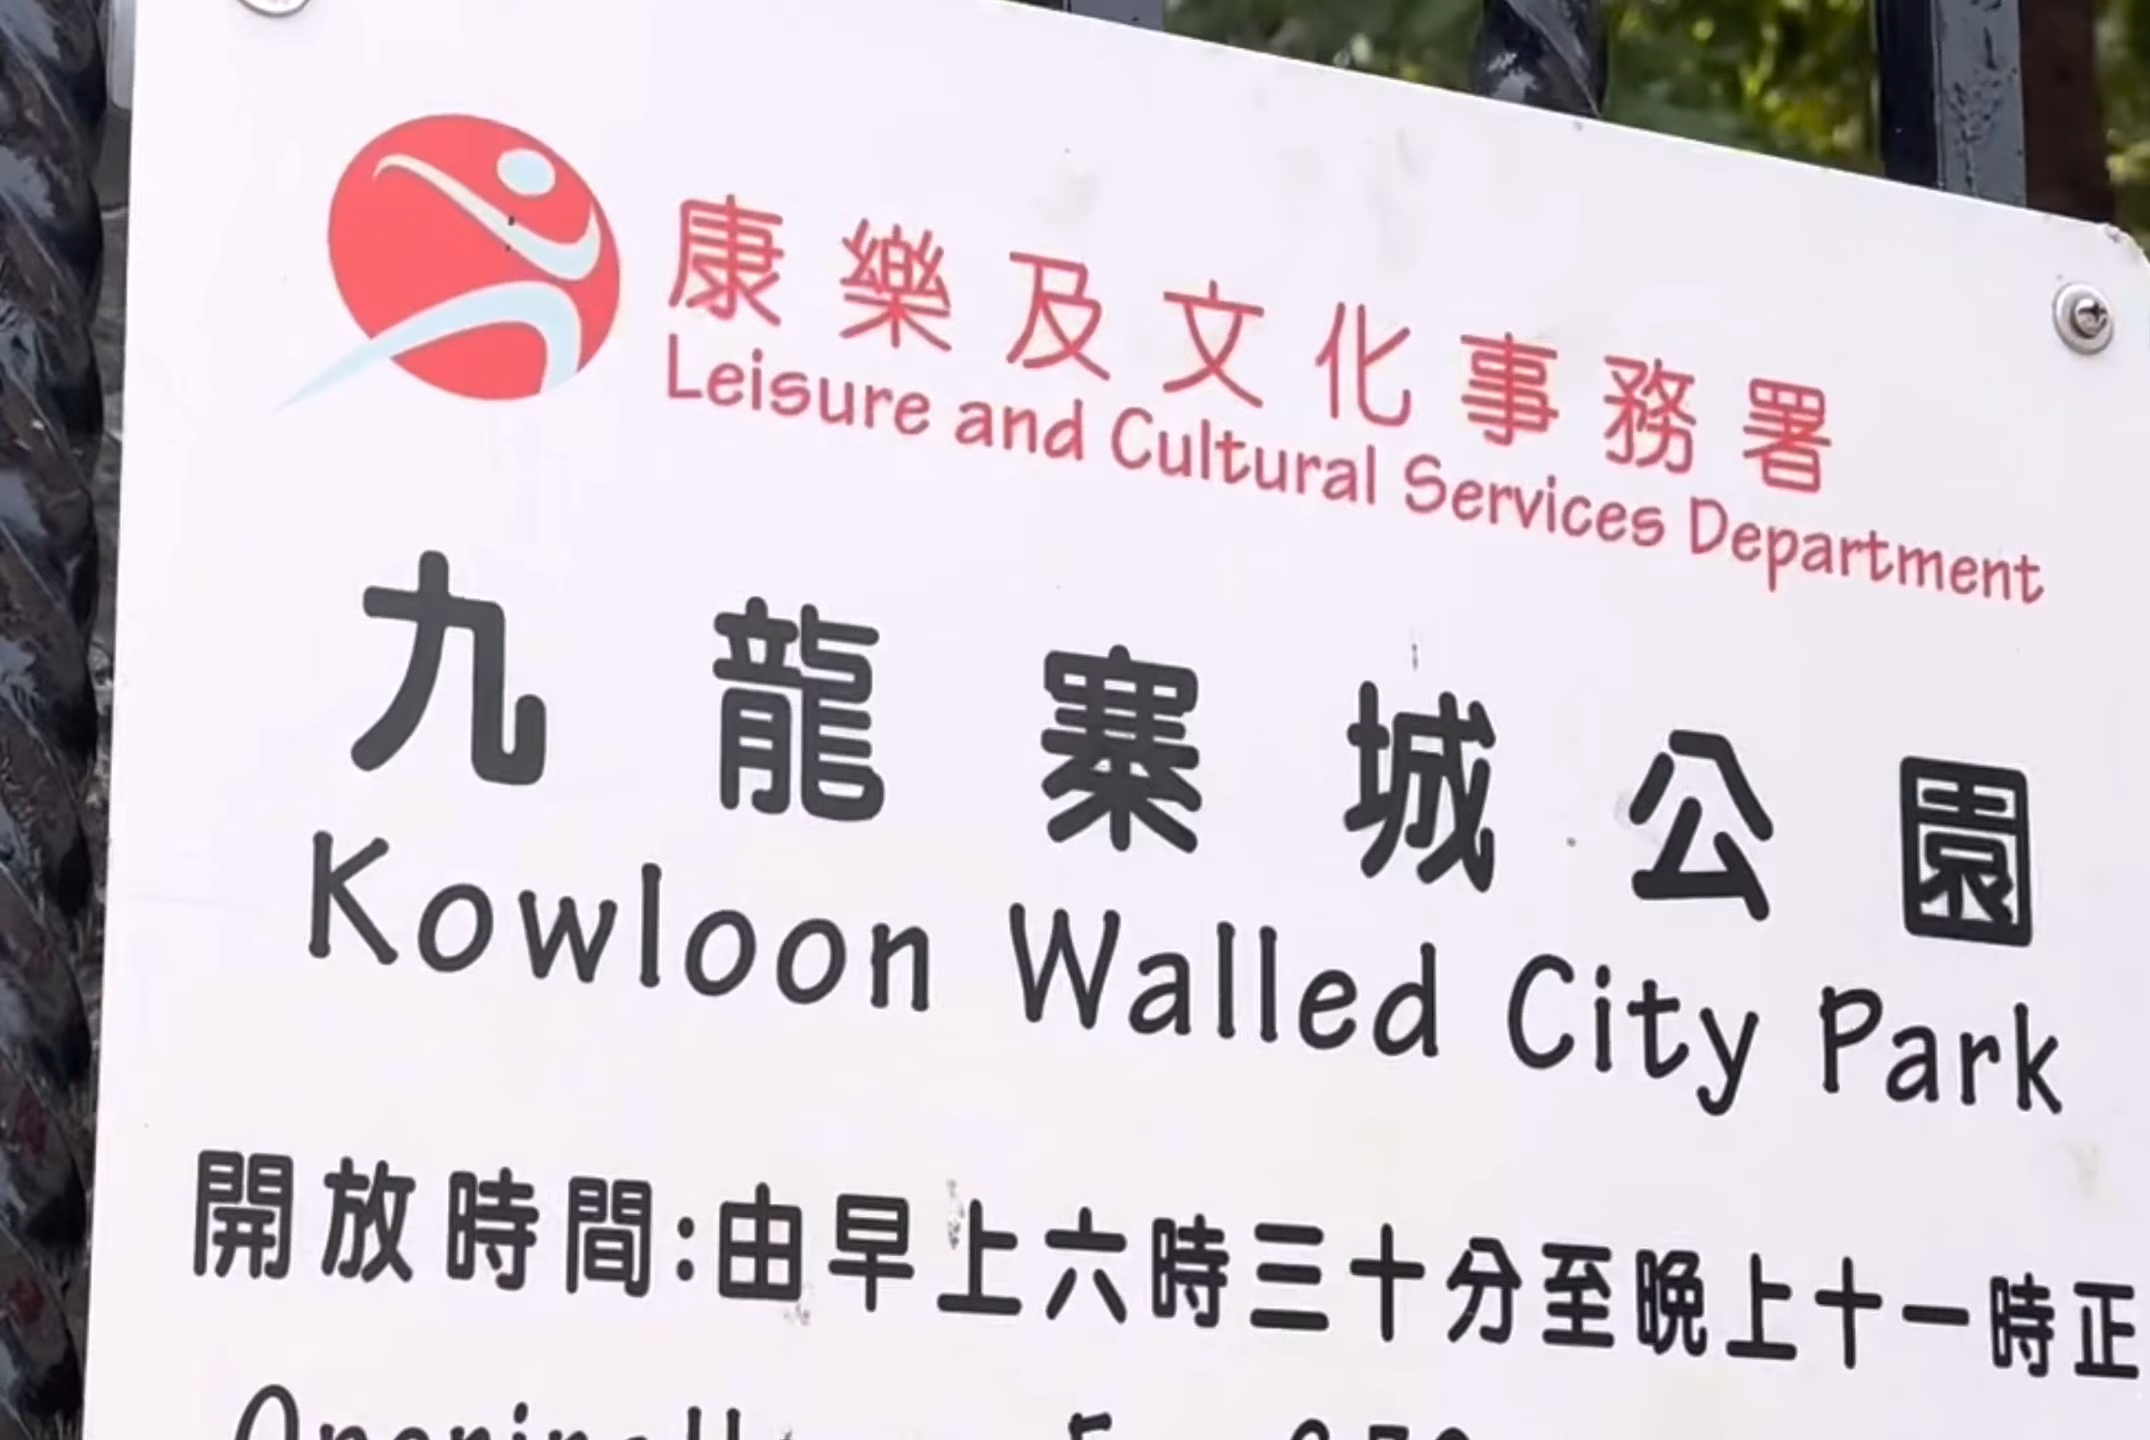 康樂及文化事務署
Leisure and Cultural Services Department
九龍寨城公園
Kowloon Walled City Park
開放時間:由早上六時三十分至晚上十一時正